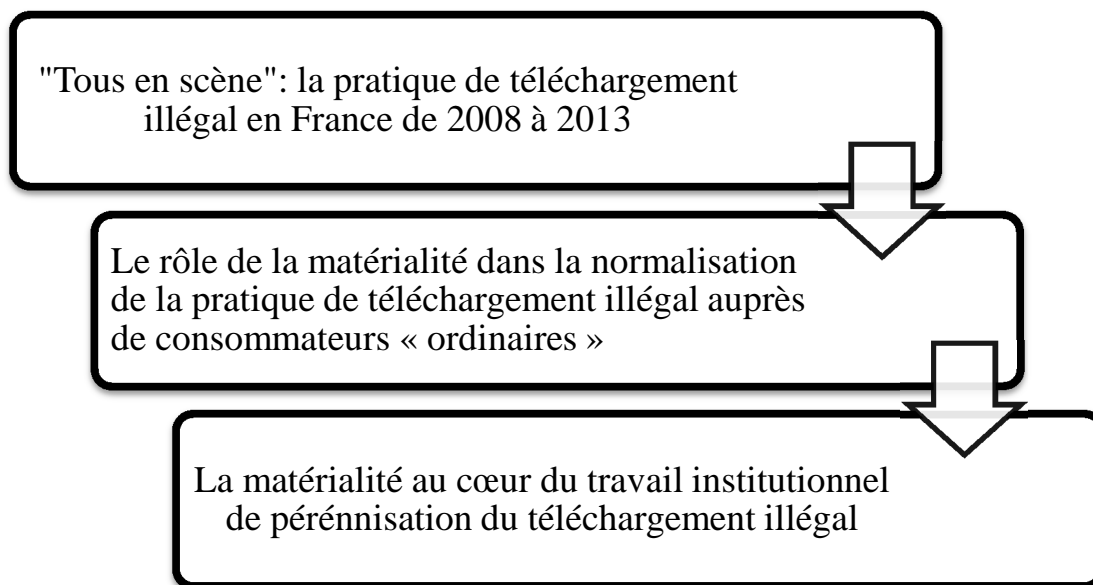 "Tous en scène": la pratique de téléchargement
illégal en France de 2008 à 2013
Le rôle de la matérialité dans la normalisation
de la pratique de téléchargement illégal auprès
de consommateurs « ordinaires »
La matérialité au cœur du travail institutionnel
de pérénnisation du téléchargement illégal